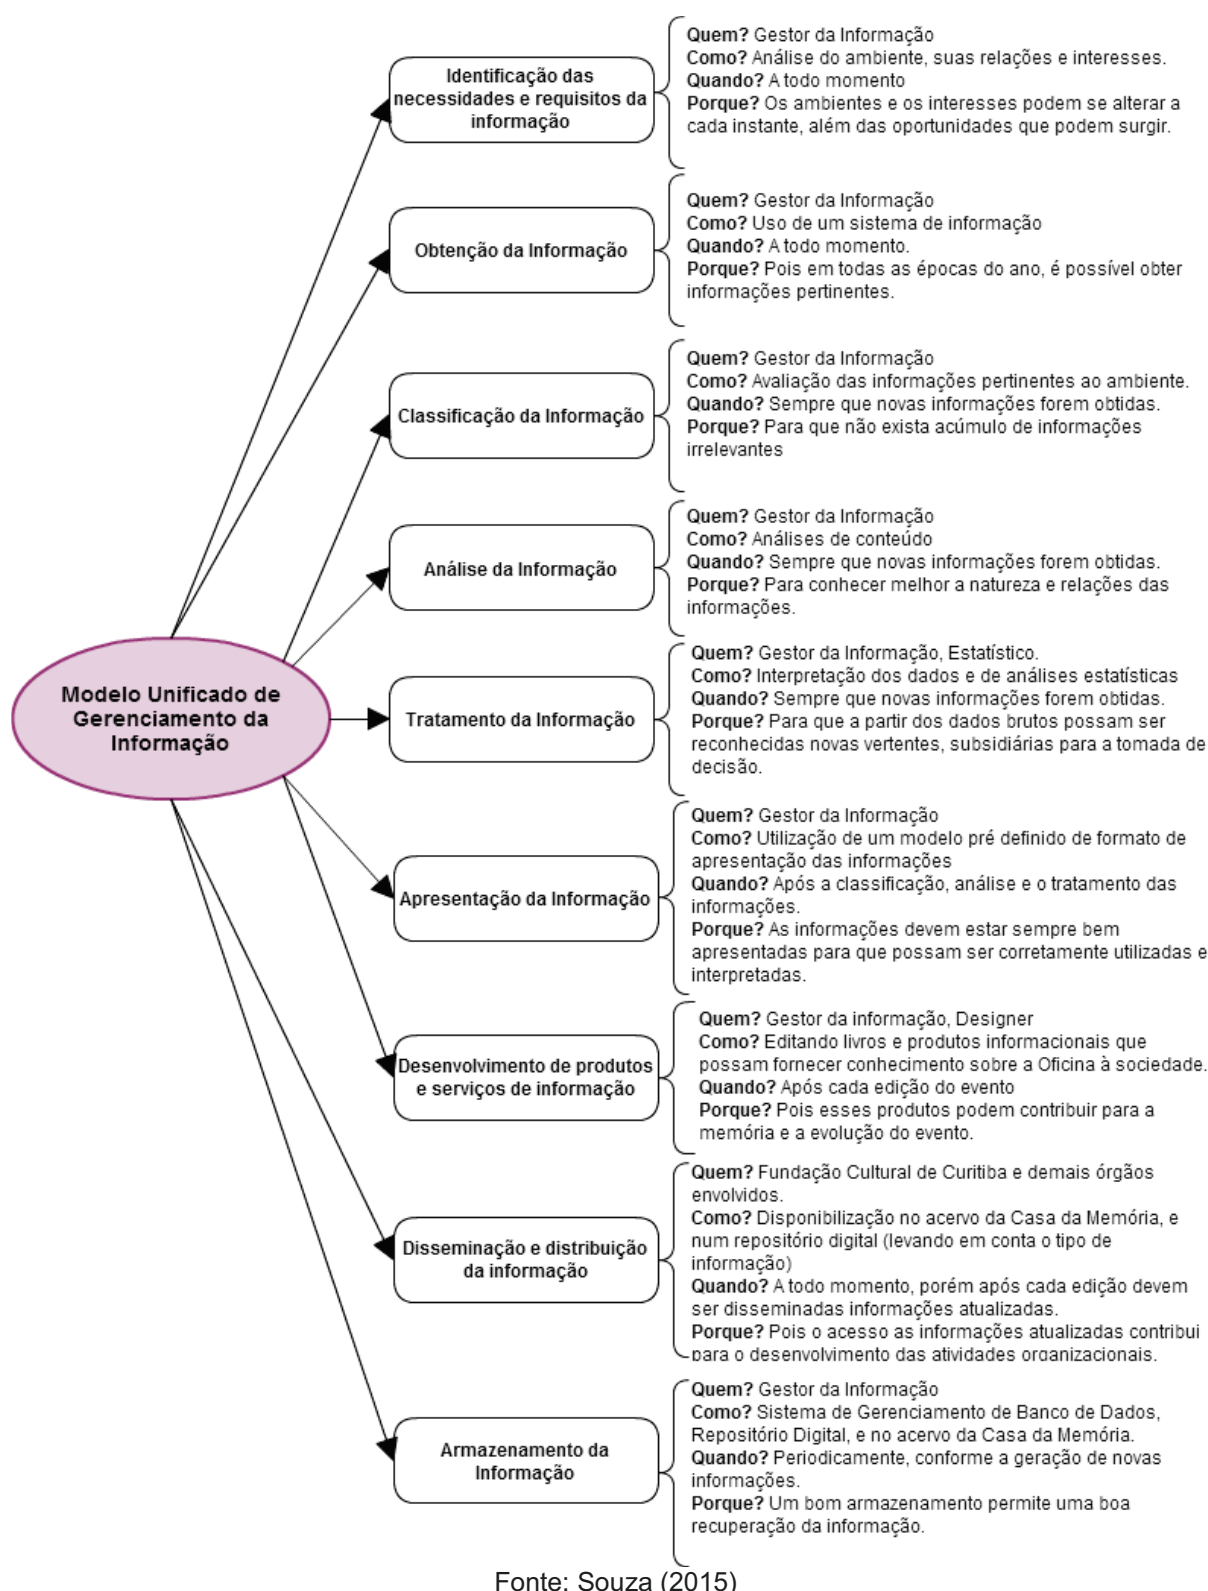 Quem? Gestor da Informação
Como? Análise do ambiente, suas relações e interesses.
Quando? A todo momento
Porque? Os ambientes e os interesses podem se alterar a
cada instante, além das oportunidades que podem surgir.
Identificação das
necessidades e requisitos da
informação
Quem? Gestor da Informação
Como? Uso de um sistema de informação
Quando? A todo momento.
Porque? Pois em todas as épocas do ano, é possível obter
informações pertinentes.
Obtenção da Informação
Quem? Gestor da Informação
Como? Avaliação das informações pertinentes ao ambiente.
Quando? Sempre que novas informações forem obtidas.
Porque? Para que não exista acúmulo de informações
irrelevantes
Classificação da Informação
Quem? Gestor da Informação
Como? Análises de conteúdo
Quando? Sempre que novas informações forem obtidas.
Porque? Para conhecer melhor a natureza e relações das
informações.
Análise da Informação
Modelo Unificado de
Gerenciamento da
Informação
Quem? Gestor da Informação, Estatístico.
Como? Interpretação dos dados e de análises estatísticas
Quando? Sempre que novas informações forem obtidas.
Porque? Para que a partir dos dados brutos possam ser
reconhecidas novas vertentes, subsidiárias para a tomada de
decisão.
Tratamento da Informação
Quem? Gestor da Informação
Como? Utilização de um modelo pré definido de formato de
apresentação das informações
Quando? Após a classificação, análise e o tratamento das
informações.
Porque? As informações devem estar sempre bem
apresentadas para que possam ser corretamente utilizadas e
interpretadas.
Apresentação da Informação
Quem? Gestor da informação, Designer
Como? Editando livros e produtos informacionais que
possam fornecer conhecimento sobre a Oficina à sociedade.
Quando? Após cada edição do evento
Porque? Pois esses produtos podem contribuir para a
memória e a evolução do evento.
Desenvolvimento de produtos
e serviços de informação
Quem? Fundação Cultural de Curitiba e demais órgãos
envolvidos.
Como? Disponibilização no acervo da Casa da Memória, e
num repositório digital (levando em conta o tipo de
informação)
Quando? A todo momento, porém após cada edição devem
ser disseminadas informações atualizadas.
Porque? Pois o acesso as informações atualizadas contribui
para o desenvolvimento das atividades organizacionais.
Disseminação e distribuição
da informação
Quem? Gestor da Informação
Como? Sistema de Gerenciamento de Banco de Dados,
Repositório Digital, e no acervo da Casa da Memória.
Quando? Periodicamente, conforme a geração de novas
informações.
Porque? Um bom armazenamento permite uma boa
recuperação da informação.
Armazenamento da
Informação
Fonte: Souza (2015)